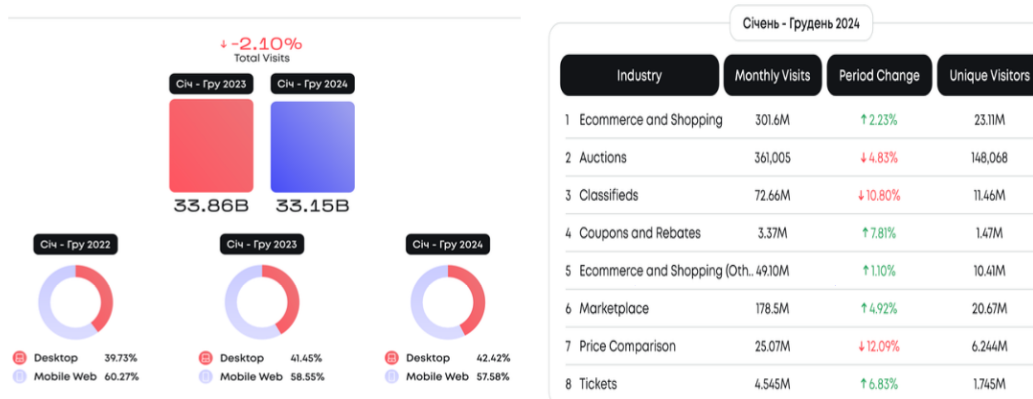 ↓-2.10%
Total Visits
Січ - Гру 2023 Січ - Гру 2024
33.86B 33.15B
Січ - Гру 2022 Січ - Гру 2023 Січ - Гру 2024
Desktop 39.73% Desktop 41.45% Desktop 42.42%
Mobile Web 60.27% Mobile Web 58.55% Mobile Web 57.58%
Січень - Грудень 2024
Industry Monthly Visits Period Change Unique Visitors
1 Ecommerce and Shopping 301.6M ↑2.23% 23.11M
2 Auctions 361,005 ↓4.83% 148,068
3 Classifieds 72.66M ↓10.80% 11.46M
4 Coupons and Rebates 3.37M ↑7.81% 1.47M
5 Ecommerce and Shopping (Oth.. 49.10M ↑1.10% 10.41M
6 Marketplace 178.5M ↑4.92% 20.67M
7 Price Comparison 25.07M ↓12.09% 6.244M
8 Tickets 4.545M ↑6.83% 1.745M